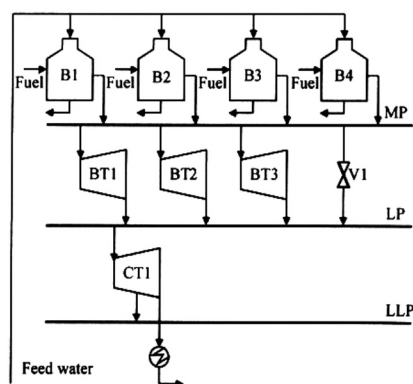 B1 B2 B3 B4
Fuel Fuel Fuel Fuel
MP
BT1 BT2 BT3 V1
LP
CT1
LLP
Feed water